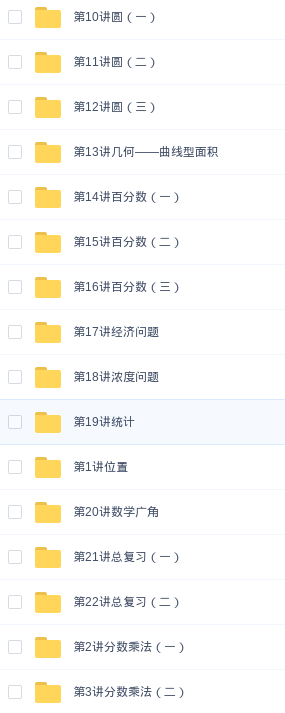 第10讲圆（一）
第11讲圆（二）
第12讲圆（三）
第13讲几何——曲线型面积
第14讲百分数（一）
第15讲百分数（二）
第16讲百分数（三）
第17讲经济问题
第18讲浓度问题
第19讲统计
第1讲位置
第20讲数学广角
第21讲总复习（一）
第22讲总复习（二）
第2讲分数乘法（一）
第3讲分数乘法（二）